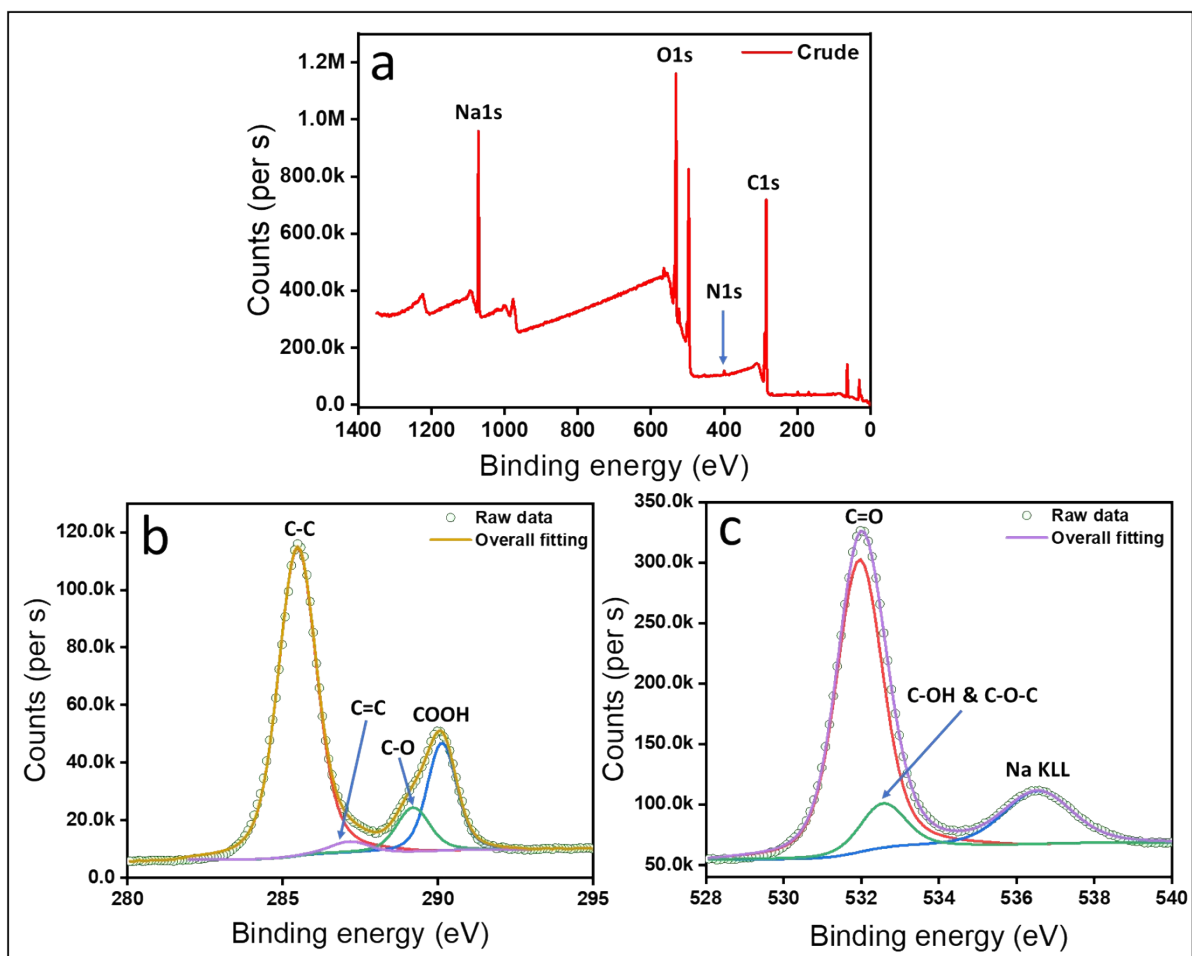 a
Crude
O1s
Na1s
C1s
N1s
1.2M
1.0M
800.0k
600.0k
400.0k
200.0k
0.0
Counts (per s)
1400 1200 1000 800 600 400 200 0
Binding energy (eV)
b
C-C
Raw data
Overall fitting
C=C
COOH
C-O
120.0k
100.0k
80.0k
60.0k
40.0k
20.0k
0.0
Counts (per s)
280 285 290 295
Binding energy (eV)
c
C=O
Raw data
Overall fitting
C-OH & C-O-C
Na KLL
350.0k
300.0k
250.0k
200.0k
150.0k
100.0k
50.0k
Counts (per s)
528 530 532 534 536 538 540
Binding energy (eV)